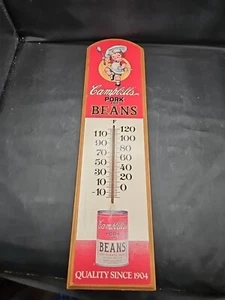 Campbell's
PORK
AND
BEANS
F
110 120
90 100
70 80
50 60
30 40
10 20
-10 0
Campbell's
PORK
BEANS
QUALITY SINCE 1904